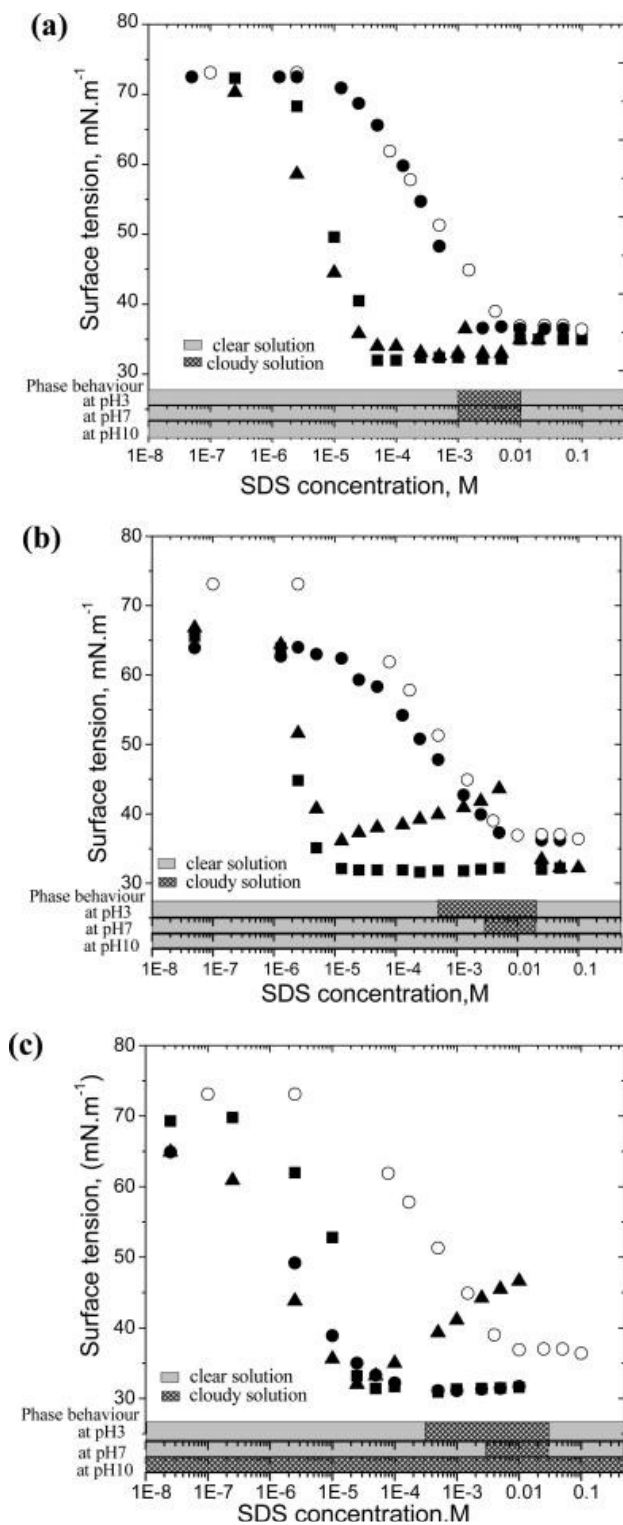 (a)
80
70
60
50
40
30
Surface tension, mN.m-1
clear solution
cloudy solution
Phase behaviour
at pH3
at pH7
at pH10
1E-8 1E-7 1E-6 1E-5 1E-4 1E-3 0.01 0.1
SDS concentration, M
(b)
80
70
60
50
40
30
Surface tension, mN.m-1
clear solution
cloudy solution
Phase behaviour
at pH3
at pH7
at pH10
1E-8 1E-7 1E-6 1E-5 1E-4 1E-3 0.01 0.1
SDS concentration,M
(c)
80
70
60
50
40
30
Surface tension, (mN.m-1)
clear solution
cloudy solution
Phase behaviour
at pH3
at pH7
at pH10
1E-8 1E-7 1E-6 1E-5 1E-4 1E-3 0.01 0.1
SDS concentration,M